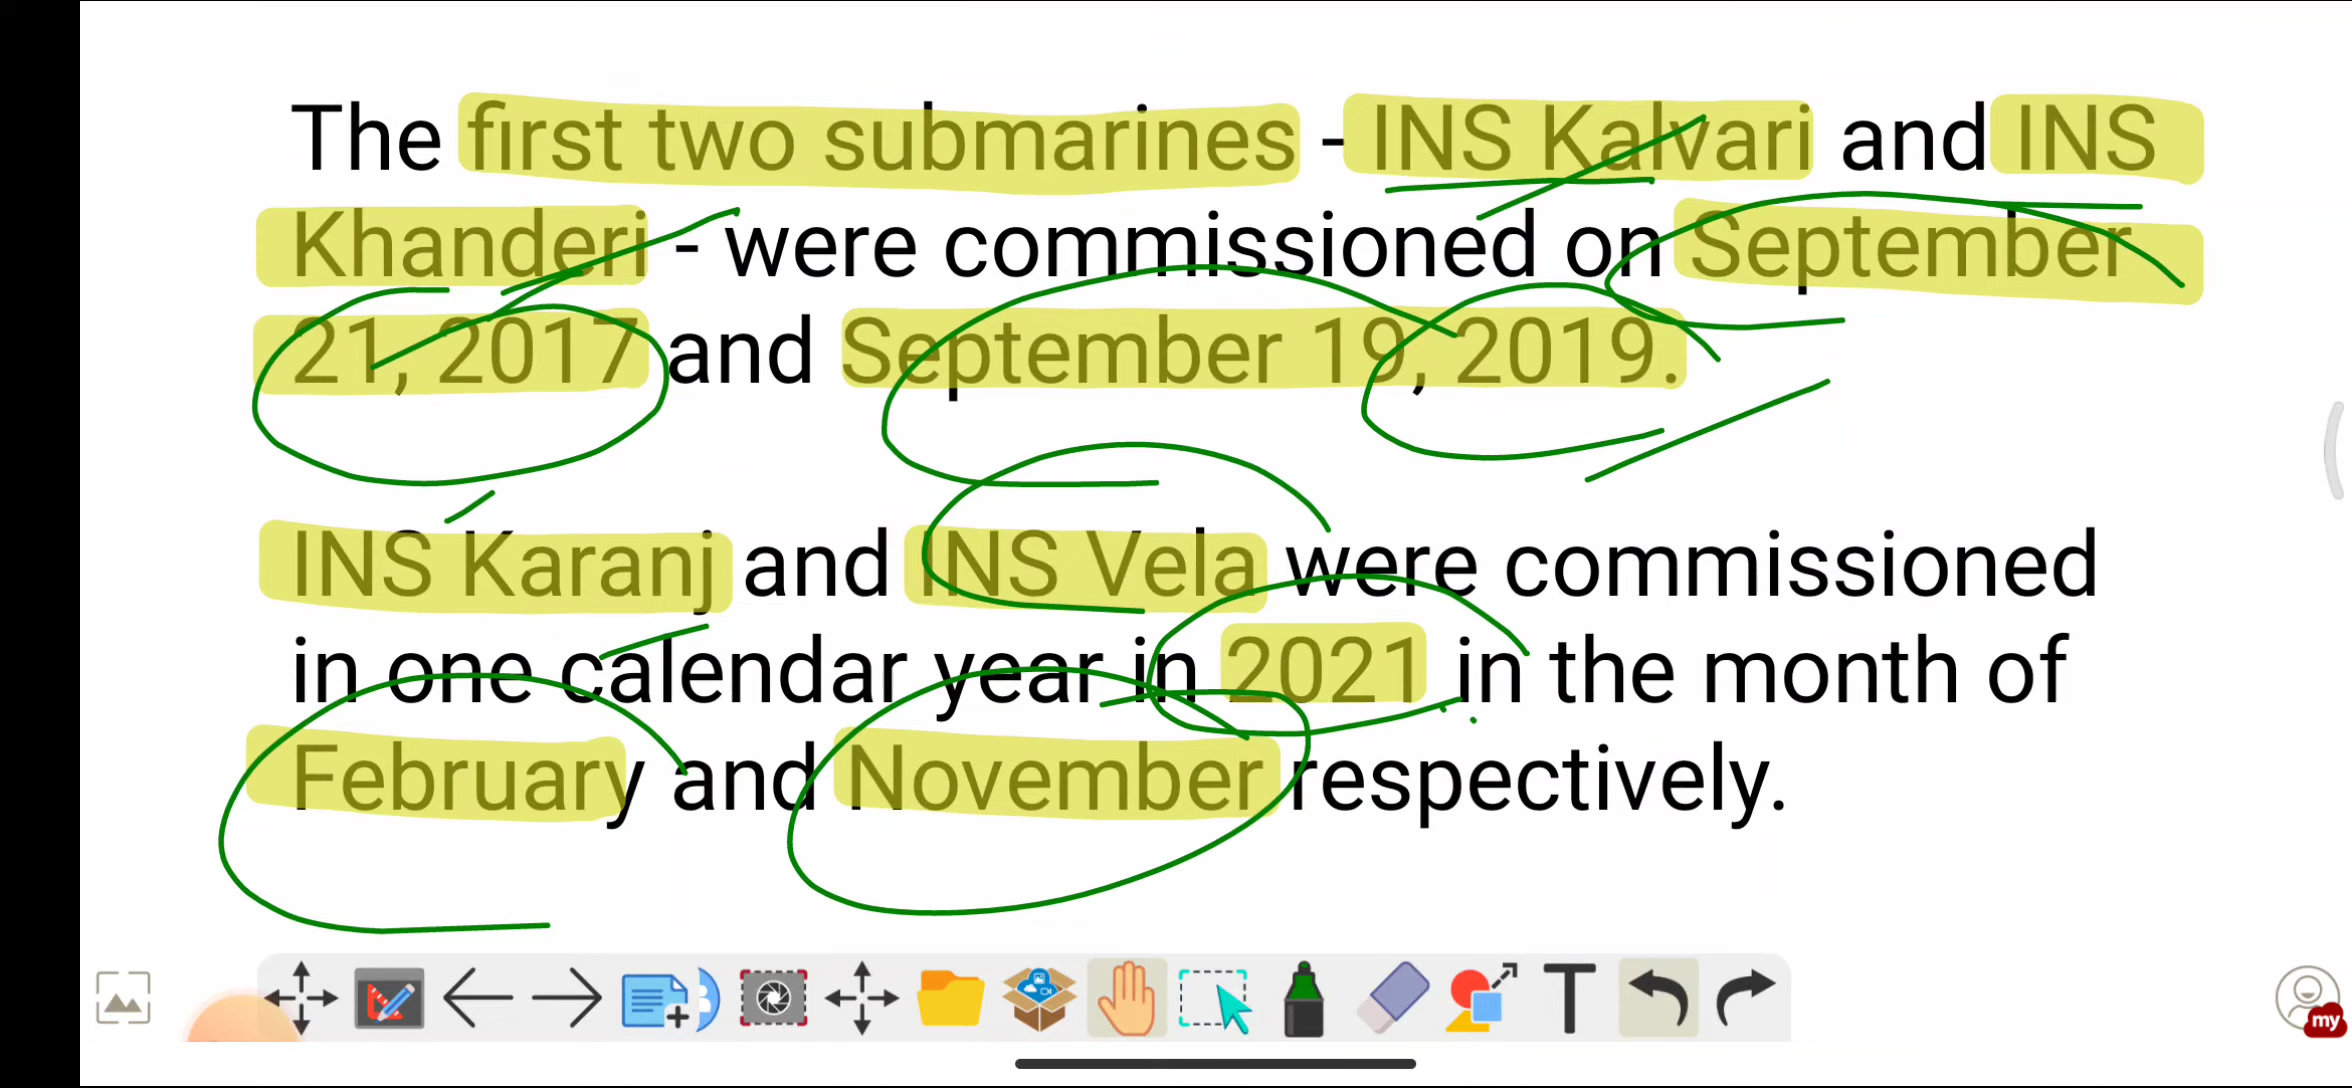 The first two submarines - INS Kalvari and INS
Khanderi - were commissioned on September
21, 2017 and September 19, 2019.
INS Karanj and INS Vela were commissioned
in one calendar year in 2021 in the month of
February and November respectively.
T
my